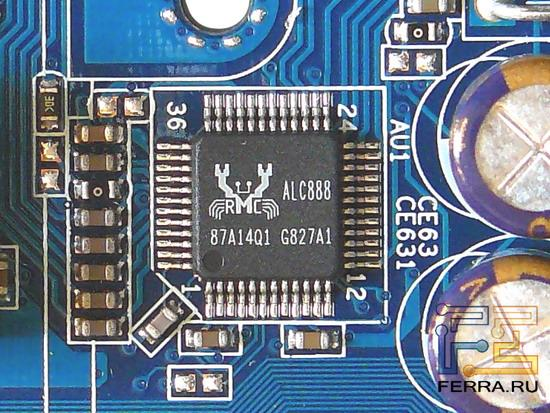 36
24
AU1
ALC888
RMC
87A14Q1 G827A1
CE63
CE631
1
12
FERRA.RU